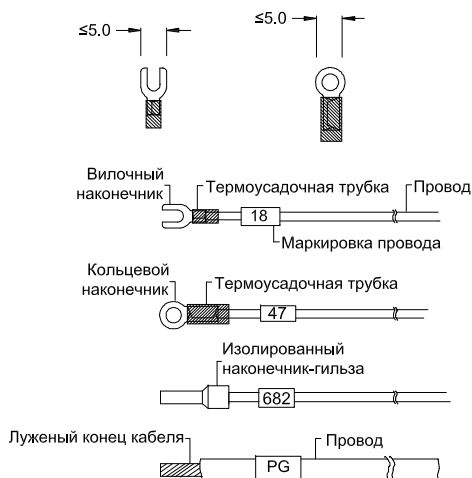 ≤5.0
≤5.0
Вилочный
наконечник
Термоусадочная трубка
Провод
18
Маркировка провода
Кольцевой
наконечник
Термоусадочная трубка
47
Изолированный
наконечник-гильза
682
Луженый конец кабеля
Провод
PG